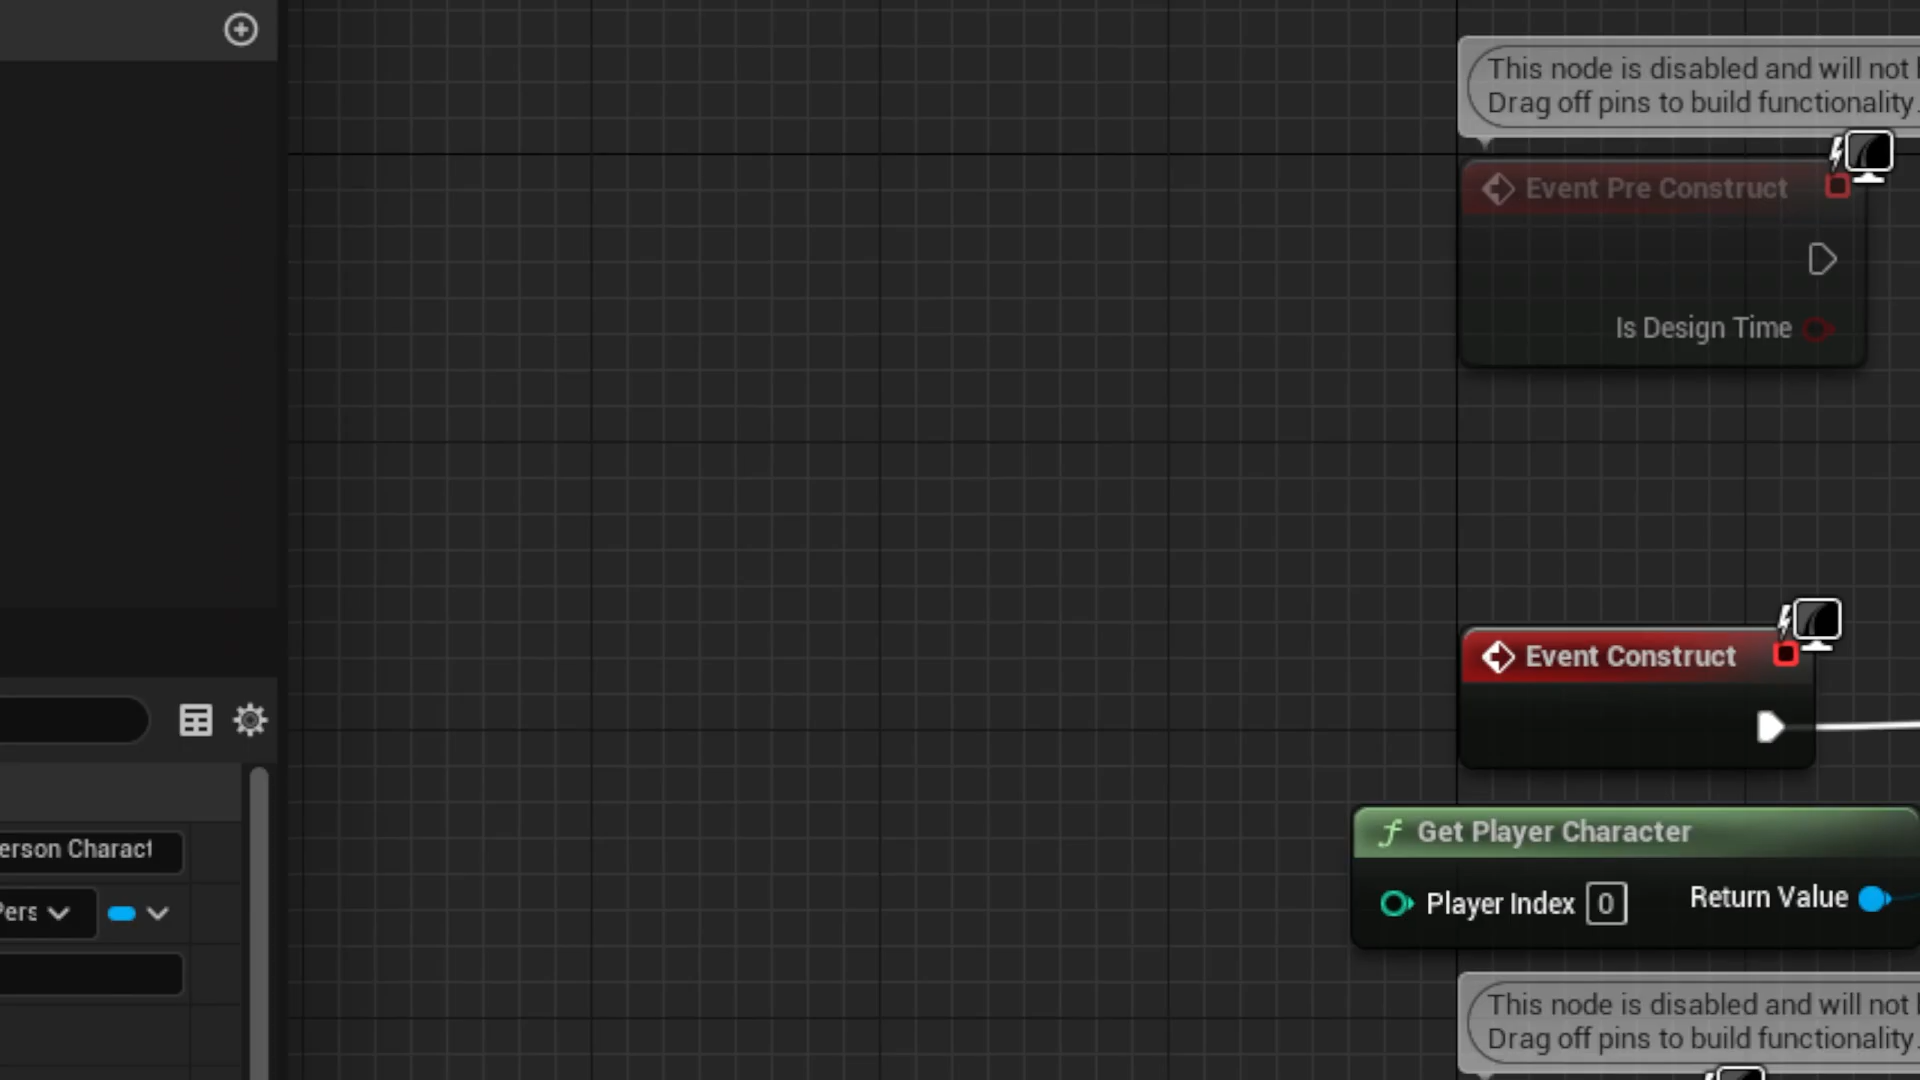 This node is disabled and will not
Drag off pins to build functionality.
Event Pre Construct
Is Design Time
Event Construct
erson Charact
Pers
Get Player Character
Player Index 0 Return Value
This node is disabled and will not
Drag off pins to build functionality.